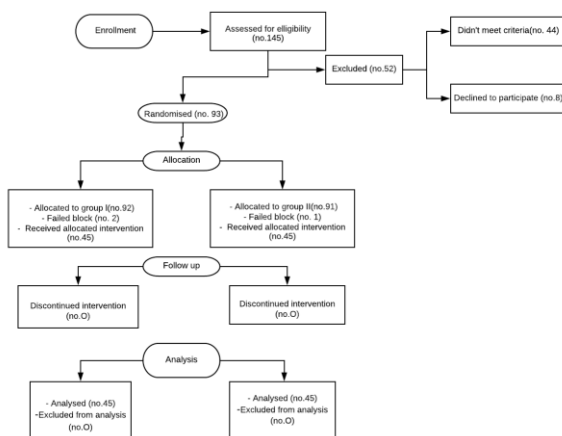 Enrollment
Assessed for elligibility
(no.145)
Didn't meet criteria(no. 44)
Excluded (no.52)
Declined to participate (no.8)
Randomised (no. 93)
Allocation
- Allocated to group I(no.92)
- Failed block (no. 2)
- Received allocated intervention
(no.45)
- Allocated to group II(no.91)
- Failed block (no. 1)
- Received allocated intervention
(no.45)
Follow up
Discontinued intervention
(no.O)
Discontinued intervention
(no.O)
Analysis
- Analysed (no.45)
-Excluded from analysis
(no.O)
- Analysed (no.45)
-Excluded from analysis
(no.O)